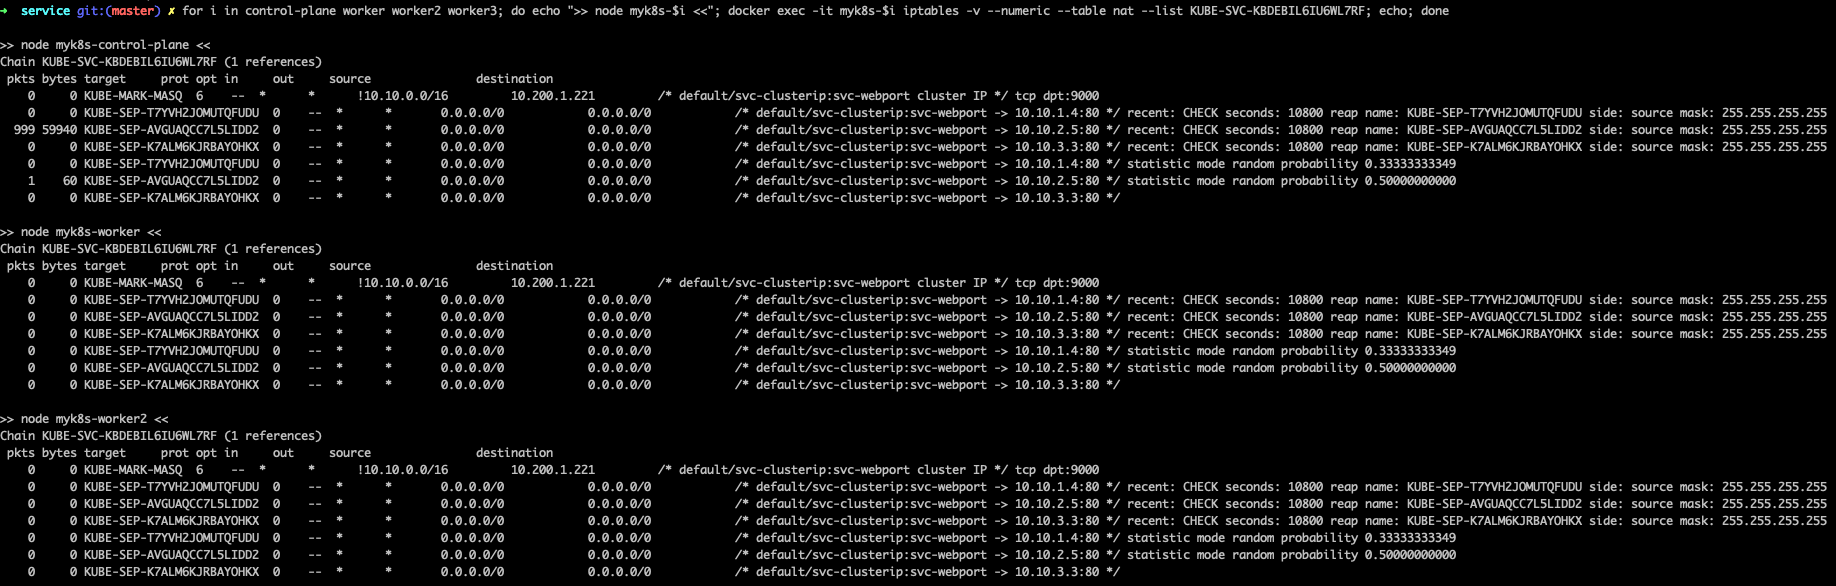 → service git:(master) ✗ for i in control-plane worker worker2 worker3; do echo ">> node myk8s-$i <<"; docker exec -it myk8s-$i iptables -v --numeric --table nat --list KUBE-SVC-KBDEBIL6IU6WL7RF; echo; done
>> node myk8s-control-plane <<
Chain KUBE-SVC-KBDEBIL6IU6WL7RF (1 references)
pkts bytes target prot opt in out source destination
0 0 KUBE-MARK-MASQ 6 -- * * !10.10.0.0/16 10.200.1.221 /* default/svc-clusterip:svc-webport cluster IP */ tcp dpt:9000
0 0 KUBE-SEP-T7YVH2JOMUTQFUDU 0 -- * * 0.0.0.0/0 0.0.0.0/0 /* default/svc-clusterip:svc-webport -> 10.10.1.4:80 */ recent: CHECK seconds: 10800 reap name: KUBE-SEP-T7YVH2JOMUTQFUDU side: source mask: 255.255.255.255
999 59940 KUBE-SEP-AVGUAQCC7L5LIDD2 0 -- * * 0.0.0.0/0 0.0.0.0/0 /* default/svc-clusterip:svc-webport -> 10.10.2.5:80 */ recent: CHECK seconds: 10800 reap name: KUBE-SEP-AVGUAQCC7L5LIDD2 side: source mask: 255.255.255.255
0 0 KUBE-SEP-K7ALM6KJRBAYOHKX 0 -- * * 0.0.0.0/0 0.0.0.0/0 /* default/svc-clusterip:svc-webport -> 10.10.3.3:80 */ recent: CHECK seconds: 10800 reap name: KUBE-SEP-K7ALM6KJRBAYOHKX side: source mask: 255.255.255.255
0 0 KUBE-SEP-T7YVH2JOMUTQFUDU 0 -- * * 0.0.0.0/0 0.0.0.0/0 /* default/svc-clusterip:svc-webport -> 10.10.1.4:80 */ statistic mode random probability 0.33333333349
1 60 KUBE-SEP-AVGUAQCC7L5LIDD2 0 -- * * 0.0.0.0/0 0.0.0.0/0 /* default/svc-clusterip:svc-webport -> 10.10.2.5:80 */ statistic mode random probability 0.50000000000
0 0 KUBE-SEP-K7ALM6KJRBAYOHKX 0 -- * * 0.0.0.0/0 0.0.0.0/0 /* default/svc-clusterip:svc-webport -> 10.10.3.3:80 */
>> node myk8s-worker <<
Chain KUBE-SVC-KBDEBIL6IU6WL7RF (1 references)
pkts bytes target prot opt in out source destination
0 0 KUBE-MARK-MASQ 6 -- * * !10.10.0.0/16 10.200.1.221 /* default/svc-clusterip:svc-webport cluster IP */ tcp dpt:9000
0 0 KUBE-SEP-T7YVH2JOMUTQFUDU 0 -- * * 0.0.0.0/0 0.0.0.0/0 /* default/svc-clusterip:svc-webport -> 10.10.1.4:80 */ recent: CHECK seconds: 10800 reap name: KUBE-SEP-T7YVH2JOMUTQFUDU side: source mask: 255.255.255.255
0 0 KUBE-SEP-AVGUAQCC7L5LIDD2 0 -- * * 0.0.0.0/0 0.0.0.0/0 /* default/svc-clusterip:svc-webport -> 10.10.2.5:80 */ recent: CHECK seconds: 10800 reap name: KUBE-SEP-AVGUAQCC7L5LIDD2 side: source mask: 255.255.255.255
0 0 KUBE-SEP-K7ALM6KJRBAYOHKX 0 -- * * 0.0.0.0/0 0.0.0.0/0 /* default/svc-clusterip:svc-webport -> 10.10.3.3:80 */ recent: CHECK seconds: 10800 reap name: KUBE-SEP-K7ALM6KJRBAYOHKX side: source mask: 255.255.255.255
0 0 KUBE-SEP-T7YVH2JOMUTQFUDU 0 -- * * 0.0.0.0/0 0.0.0.0/0 /* default/svc-clusterip:svc-webport -> 10.10.1.4:80 */ statistic mode random probability 0.33333333349
0 0 KUBE-SEP-AVGUAQCC7L5LIDD2 0 -- * * 0.0.0.0/0 0.0.0.0/0 /* default/svc-clusterip:svc-webport -> 10.10.2.5:80 */ statistic mode random probability 0.50000000000
0 0 KUBE-SEP-K7ALM6KJRBAYOHKX 0 -- * * 0.0.0.0/0 0.0.0.0/0 /* default/svc-clusterip:svc-webport -> 10.10.3.3:80 */
>> node myk8s-worker2 <<
Chain KUBE-SVC-KBDEBIL6IU6WL7RF (1 references)
pkts bytes target prot opt in out source destination
0 0 KUBE-MARK-MASQ 6 -- * * !10.10.0.0/16 10.200.1.221 /* default/svc-clusterip:svc-webport cluster IP */ tcp dpt:9000
0 0 KUBE-SEP-T7YVH2JOMUTQFUDU 0 -- * * 0.0.0.0/0 0.0.0.0/0 /* default/svc-clusterip:svc-webport -> 10.10.1.4:80 */ recent: CHECK seconds: 10800 reap name: KUBE-SEP-T7YVH2JOMUTQFUDU side: source mask: 255.255.255.255
0 0 KUBE-SEP-AVGUAQCC7L5LIDD2 0 -- * * 0.0.0.0/0 0.0.0.0/0 /* default/svc-clusterip:svc-webport -> 10.10.2.5:80 */ recent: CHECK seconds: 10800 reap name: KUBE-SEP-AVGUAQCC7L5LIDD2 side: source mask: 255.255.255.255
0 0 KUBE-SEP-K7ALM6KJRBAYOHKX 0 -- * * 0.0.0.0/0 0.0.0.0/0 /* default/svc-clusterip:svc-webport -> 10.10.3.3:80 */ recent: CHECK seconds: 10800 reap name: KUBE-SEP-K7ALM6KJRBAYOHKX side: source mask: 255.255.255.255
0 0 KUBE-SEP-T7YVH2JOMUTQFUDU 0 -- * * 0.0.0.0/0 0.0.0.0/0 /* default/svc-clusterip:svc-webport -> 10.10.1.4:80 */ statistic mode random probability 0.33333333349
0 0 KUBE-SEP-AVGUAQCC7L5LIDD2 0 -- * * 0.0.0.0/0 0.0.0.0/0 /* default/svc-clusterip:svc-webport -> 10.10.2.5:80 */ statistic mode random probability 0.50000000000
0 0 KUBE-SEP-K7ALM6KJRBAYOHKX 0 -- * * 0.0.0.0/0 0.0.0.0/0 /* default/svc-clusterip:svc-webport -> 10.10.3.3:80 */